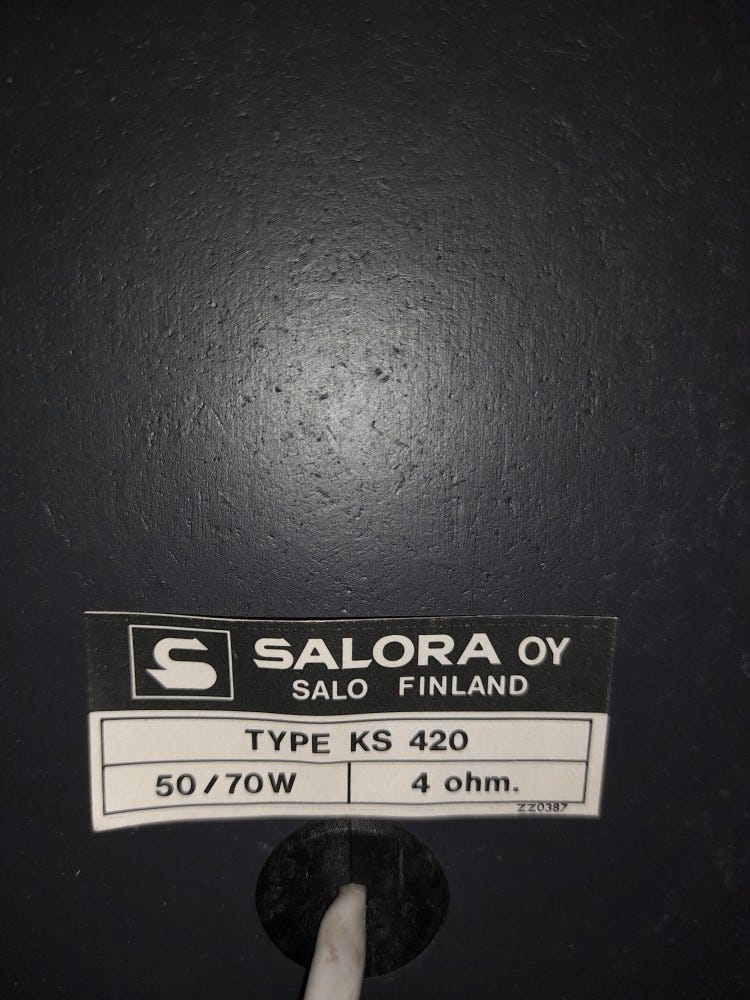 S SALORA OY
SALO FINLAND
TYPE KS 420
50/70W 4 ohm.
ZZ0387